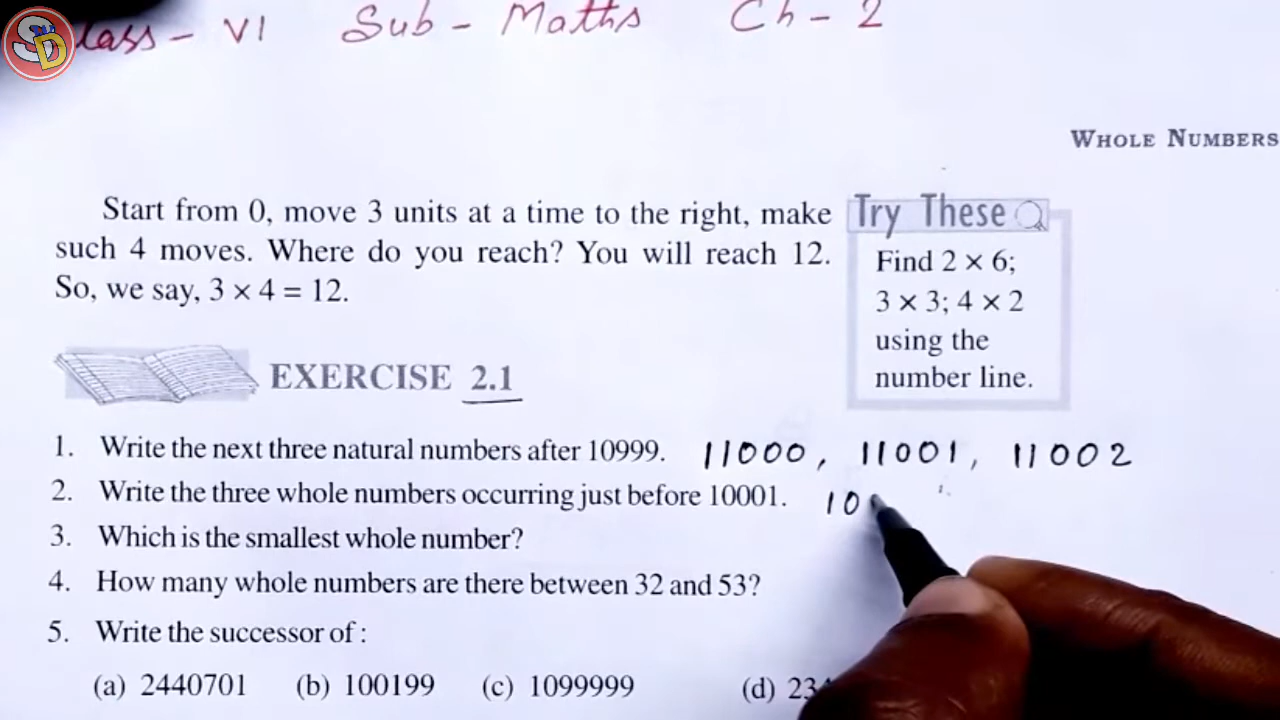 SD
Class - VI Sub - Maths Ch - 2
WHOLE NUMBERS
Start from 0, move 3 units at a time to the right, make
such 4 moves. Where do you reach? You will reach 12.
So, we say, 3 × 4 = 12.
Try These
Find 2 × 6;
3 × 3; 4 × 2
using the
number line.
EXERCISE 2.1
1. Write the next three natural numbers after 10999. 11000, 11001, 11002
2. Write the three whole numbers occurring just before 10001. 10
3. Which is the smallest whole number?
4. How many whole numbers are there between 32 and 53?
5. Write the successor of :
(a) 2440701 (b) 100199 (c) 1099999 (d) 23